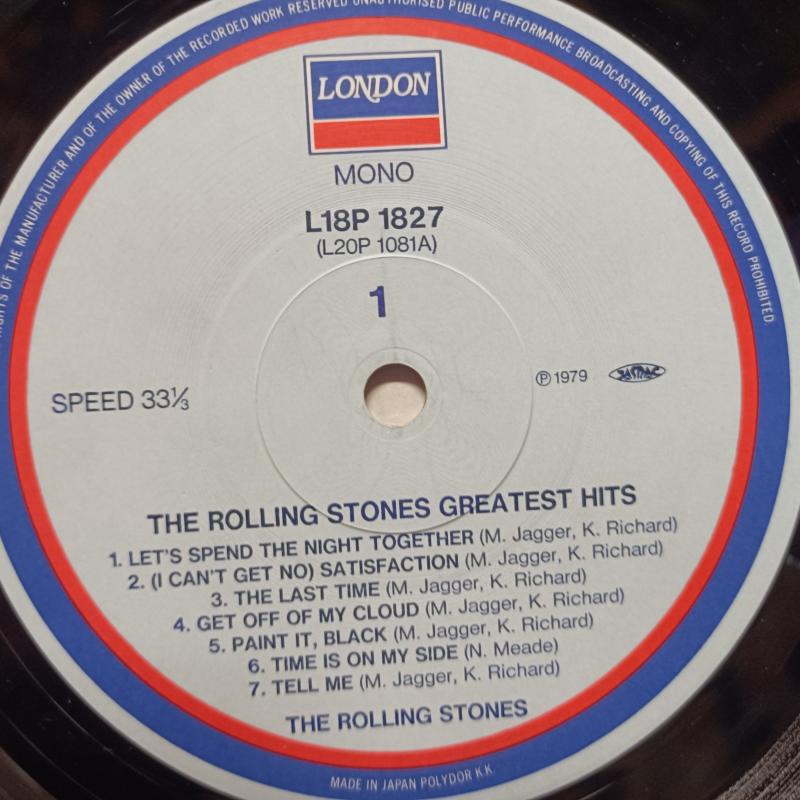 RIGHTS OF THE MANUFACTURER AND OF THE OWNER OF THE RECORDED WORK RESERVED UNAUTHORISED PUBLIC PERFORMANCE BROADCASTING AND COPYING OF THIS RECORD PROHIBITED.
LONDON
MONO
L18P 1827
(L20P 1081A)
1
SPEED 33⅓
℗ 1979
JASRAC
THE ROLLING STONES GREATEST HITS
1. LET'S SPEND THE NIGHT TOGETHER (M. Jagger, K. Richard)
2. (I CAN'T GET NO) SATISFACTION (M. Jagger, K. Richard)
3. THE LAST TIME (M. Jagger, K. Richard)
4. GET OFF OF MY CLOUD (M. Jagger, K. Richard)
5. PAINT IT, BLACK (M. Jagger, K. Richard)
6. TIME IS ON MY SIDE (N. Meade)
7. TELL ME (M. Jagger, K. Richard)
THE ROLLING STONES
MADE IN JAPAN POLYDOR K.K.